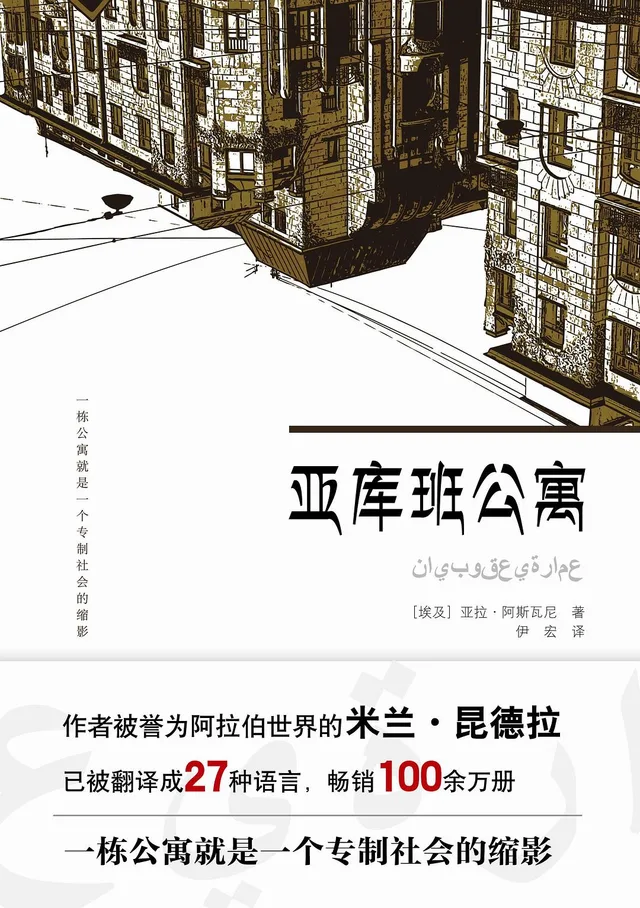 一栋公寓就是一个专制社会的缩影
亚库班公寓
عمارة يعقوبيان
[埃及] 亚拉·阿斯瓦尼 著
伊 宏 译
作者被誉为阿拉伯世界的米兰·昆德拉
已被翻译成27种语言，畅销100余万册
一栋公寓就是一个专制社会的缩影